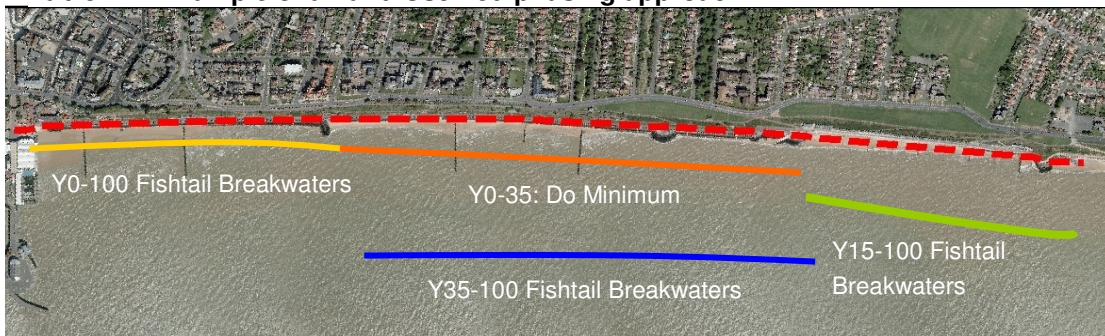 Y0-100 Fishtail Breakwaters
Y0-35: Do Minimum
Y15-100 Fishtail
Breakwaters
Y35-100 Fishtail Breakwaters